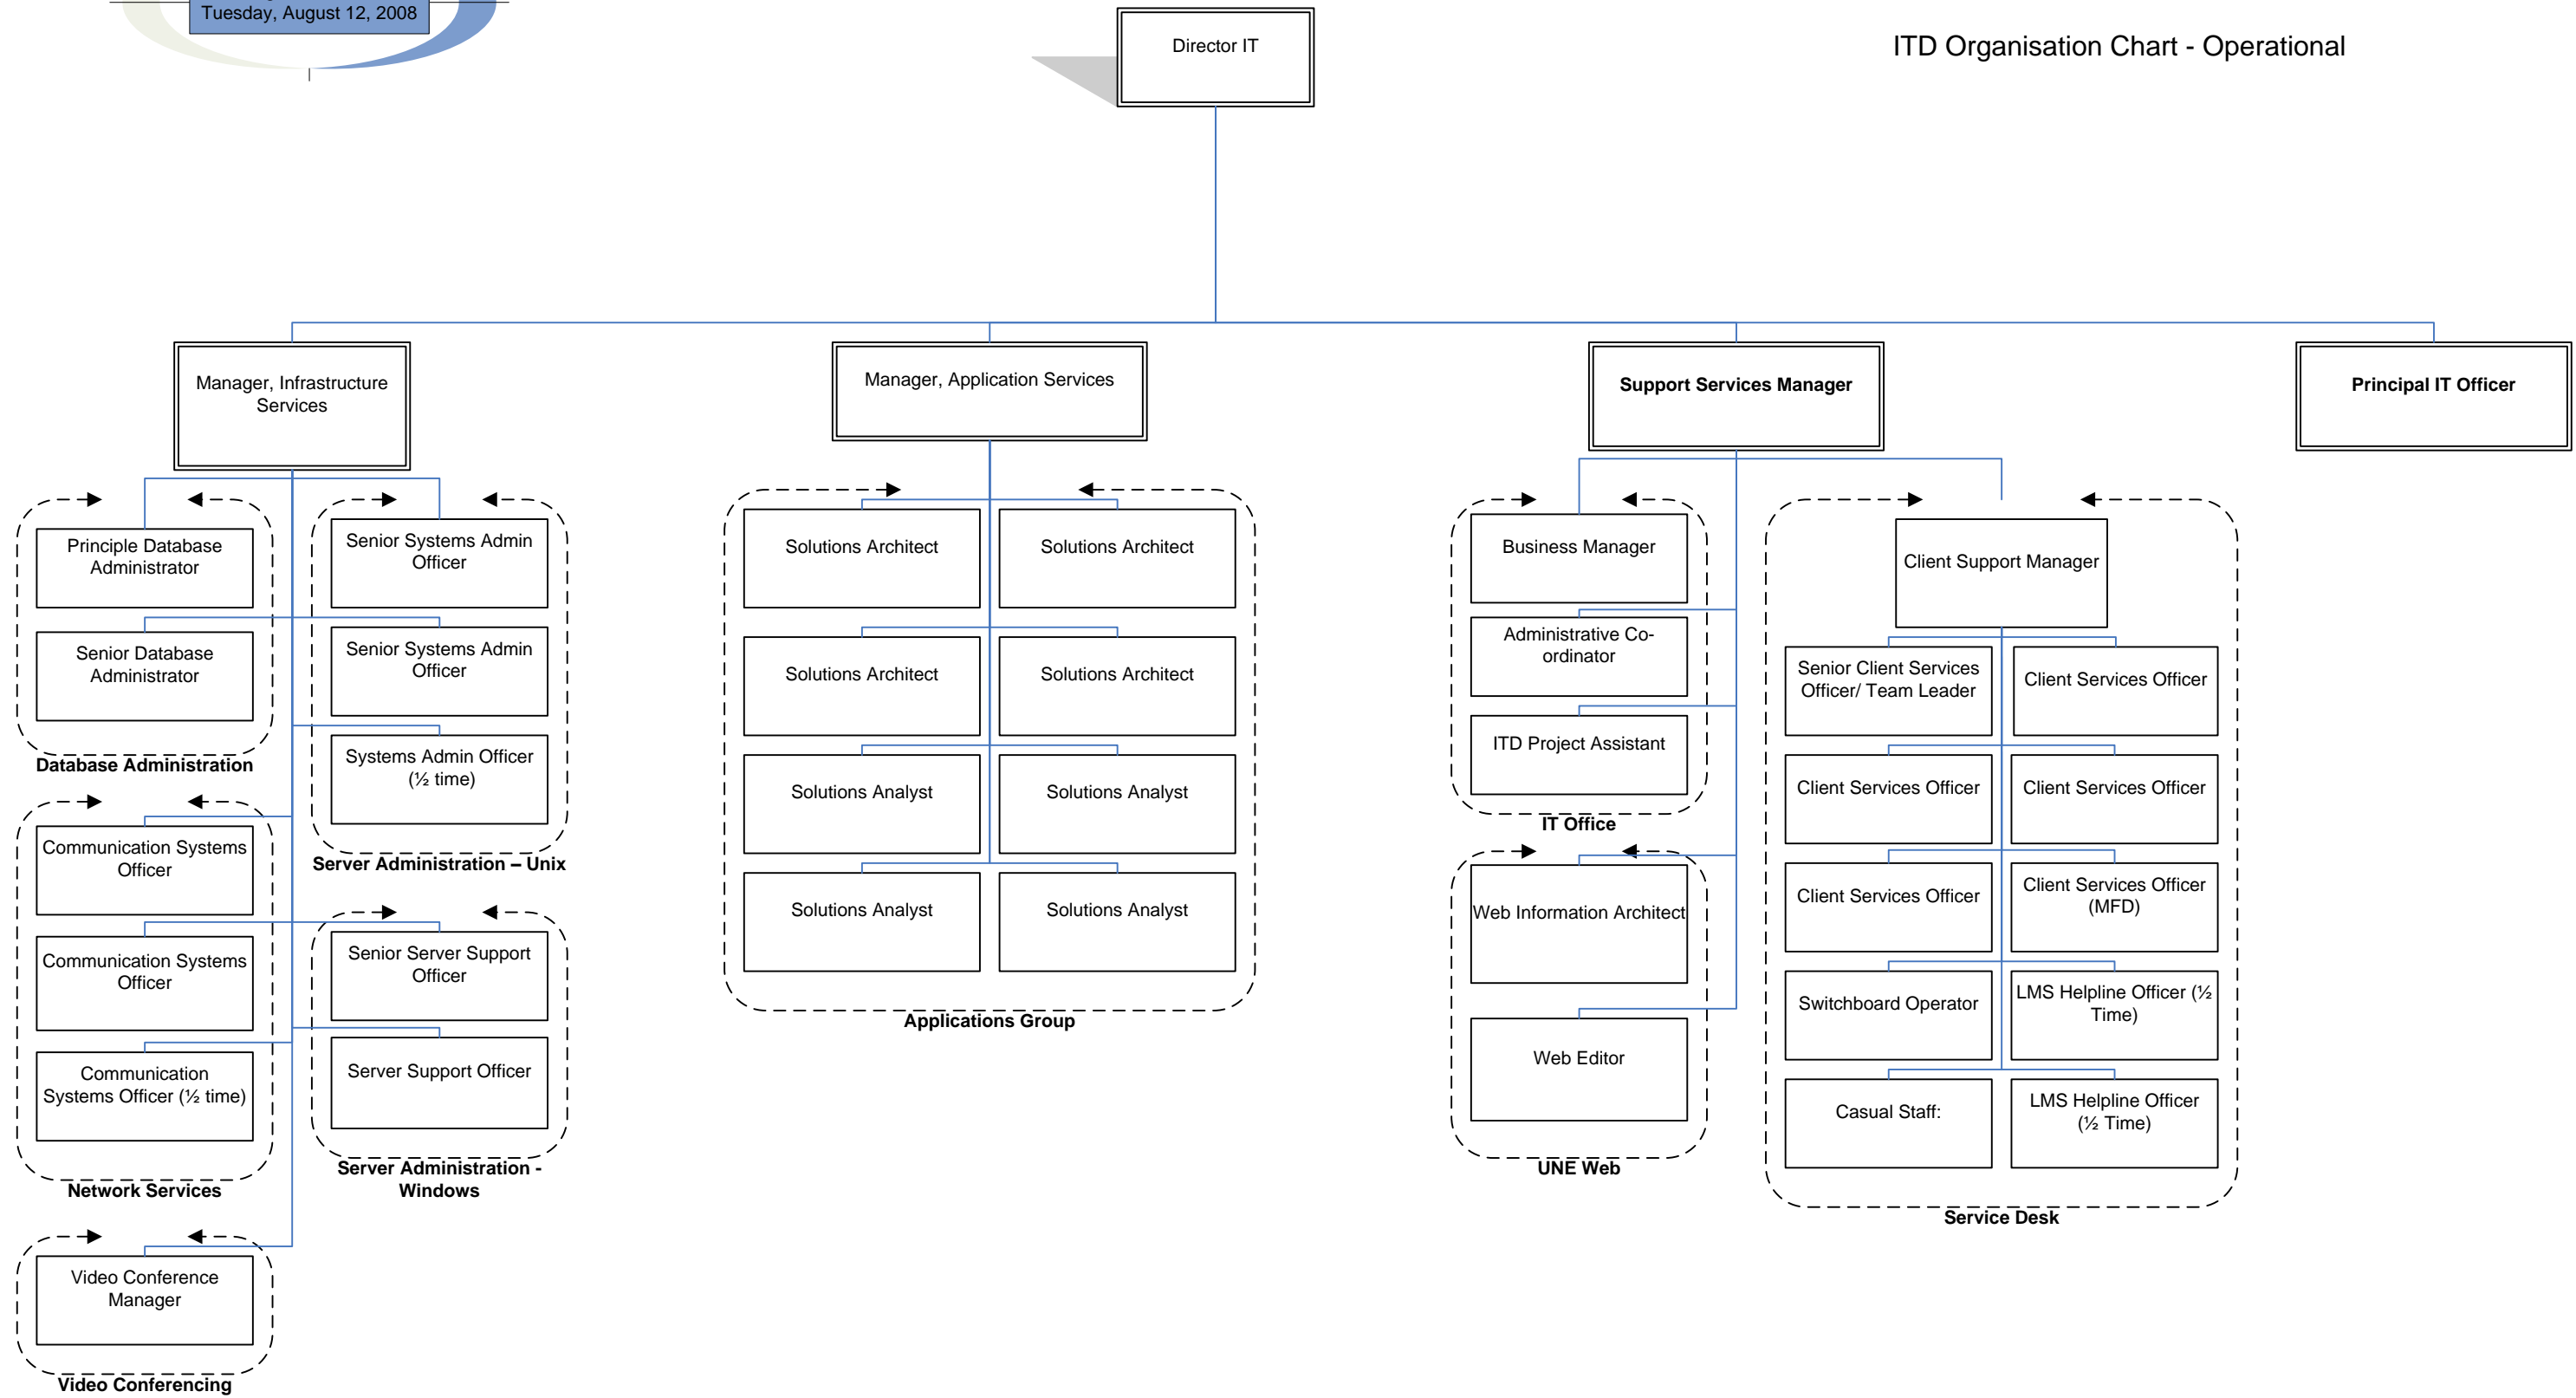 Tuesday, August 12, 2008
Director IT
ITD Organisation Chart - Operational
Manager, Infrastructure
Services
Manager, Application Services
Support Services Manager
Principal IT Officer
Principle Database
Administrator
Senior Database
Administrator
Database Administration
Senior Systems Admin
Officer
Senior Systems Admin
Officer
Systems Admin Officer
(½ time)
Server Administration – Unix
Communication Systems
Officer
Communication Systems
Officer
Communication
Systems Officer (½ time)
Network Services
Senior Server Support
Officer
Server Support Officer
Server Administration -
Windows
Video Conference
Manager
Video Conferencing
Solutions Architect
Solutions Architect
Solutions Architect
Solutions Architect
Solutions Analyst
Solutions Analyst
Solutions Analyst
Solutions Analyst
Applications Group
Business Manager
Administrative Co-
ordinator
ITD Project Assistant
IT Office
Web Information Architect
Web Editor
UNE Web
Client Support Manager
Senior Client Services
Officer/ Team Leader
Client Services Officer
Client Services Officer
Client Services Officer
Client Services Officer
Client Services Officer
(MFD)
Switchboard Operator
LMS Helpline Officer (½
Time)
Casual Staff:
LMS Helpline Officer
(½ Time)
Service Desk